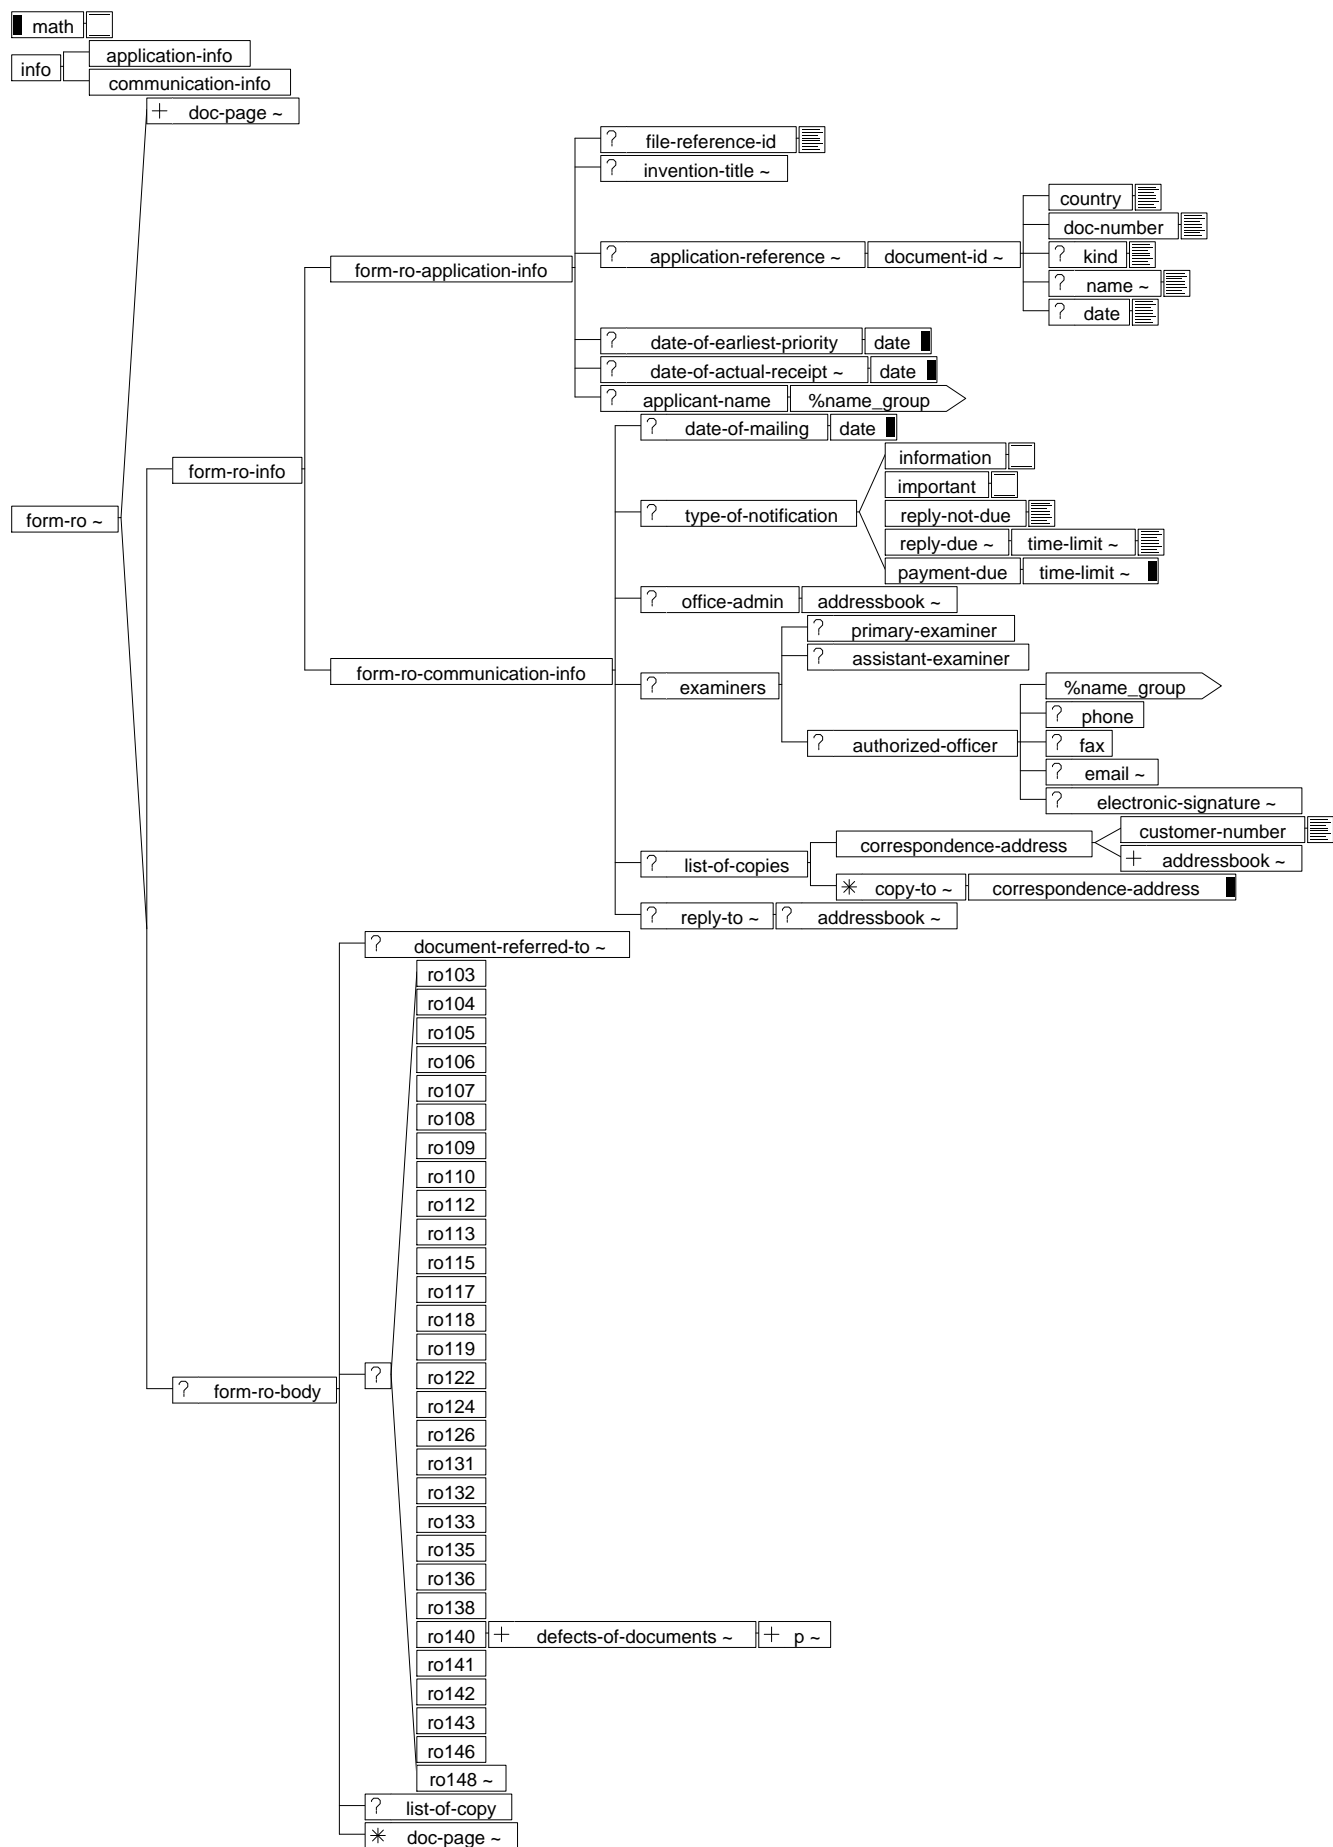 math
info
application-info
communication-info
+ doc-page ~
? file-reference-id
? invention-title ~
country
doc-number
form-ro-application-info
? application-reference ~
document-id ~
? kind
? name ~
? date
? date-of-earliest-priority
date
? date-of-actual-receipt ~
date
? applicant-name
%name_group
? date-of-mailing
date
form-ro-info
information
important
form-ro ~
? type-of-notification
reply-not-due
reply-due ~
time-limit ~
payment-due
time-limit ~
? office-admin
addressbook ~
? primary-examiner
? assistant-examiner
form-ro-communication-info
? examiners
%name_group
? phone
? authorized-officer
? fax
? email ~
? electronic-signature ~
customer-number
correspondence-address
+ addressbook ~
? list-of-copies
* copy-to ~
correspondence-address
? reply-to ~
? addressbook ~
? document-referred-to ~
ro103
ro104
ro105
ro106
ro107
ro108
ro109
ro110
ro112
ro113
ro115
ro117
ro118
ro119
?
ro122
? form-ro-body
ro124
ro126
ro131
ro132
ro133
ro135
ro136
ro138
ro140
+ defects-of-documents ~
+ p ~
ro141
ro142
ro143
ro146
ro148 ~
? list-of-copy
* doc-page ~